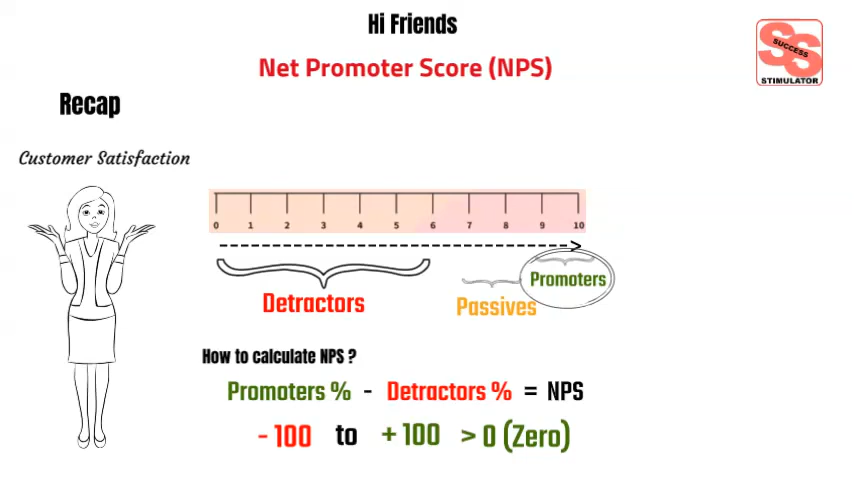 Hi Friends
Net Promoter Score (NPS)
SS
SUCCESS
STIMULATOR
Recap
Customer Satisfaction
0 1 2 3 4 5 6 7 8 9 10
Detractors
Passives
Promoters
How to calculate NPS ?
Promoters % - Detractors % = NPS
- 100 to + 100 > 0 (Zero)